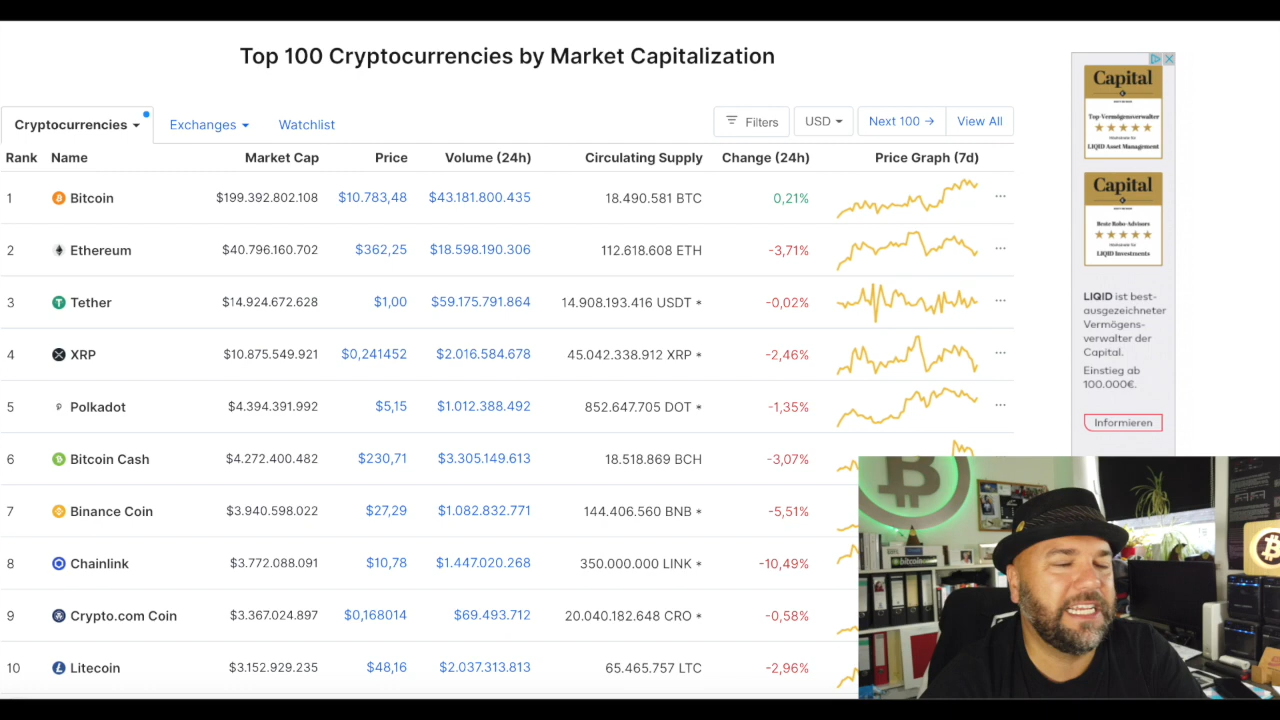 Top 100 Cryptocurrencies by Market Capitalization
Cryptocurrencies Exchanges Watchlist Filters USD Next 100 → View All
Rank Name Market Cap Price Volume (24h) Circulating Supply Change (24h) Price Graph (7d)
1 Bitcoin $199.392.802.108 $10.783,48 $43.181.800.435 18.490.581 BTC 0,21%
2 Ethereum $40.796.160.702 $362,27 $18.598.190.306 112.618.608 ETH -3,71%
3 Tether $14.924.672.628 $1,00 $59.175.791.864 14.908.193.416 USDT * -0,02%
4 XRP $10.875.549.921 $0,241452 $2.016.584.678 45.042.338.912 XRP * -2,46%
5 Polkadot $4.394.391.992 $5,15 $1.012.388.492 852.647.705 DOT * -1,35%
6 Bitcoin Cash $4.272.400.482 $230,71 $3.305.149.613 18.518.869 BCH -3,07%
7 Binance Coin $3.940.598.022 $27,29 $1.082.832.771 144.406.560 BNB * -5,51%
8 Chainlink $3.772.088.091 $10,78 $1.447.020.268 350.000.000 LINK * -10,49%
9 Crypto.com Coin $3.367.024.897 $0,168014 $69.493.712 20.040.182.648 CRO * -0,58%
10 Litecoin $3.152.929.235 $48,16 $2.037.313.813 65.465.757 LTC -2,96%
Capital
Top-Vermögensverwalter
LIQID Asset Management
Capital
Beste Robo-Advisors
LIQID Investments
LIQID ist best-
ausgezeichneter
Vermögens-
verwalter der
Capital.
Einstieg ab
100.000€.
Informieren
bitcoin